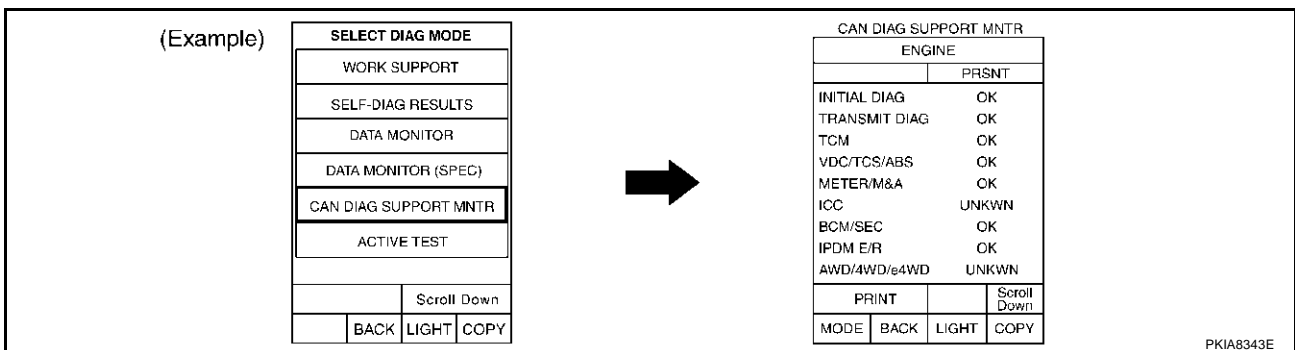 (Example)
SELECT DIAG MODE
WORK SUPPORT
SELF-DIAG RESULTS
DATA MONITOR
DATA MONITOR (SPEC)
CAN DIAG SUPPORT MNTR
ACTIVE TEST
Scroll Down
BACK LIGHT COPY
CAN DIAG SUPPORT MNTR
ENGINE
PRSNT
INITIAL DIAG OK
TRANSMIT DIAG OK
TCM OK
VDC/TCS/ABS OK
METER/M&A OK
ICC UNKWN
BCM/SEC OK
IPDM E/R OK
AWD/4WD/e4WD UNKWN
PRINT Scroll
Down
MODE BACK LIGHT COPY
PKIA8343E